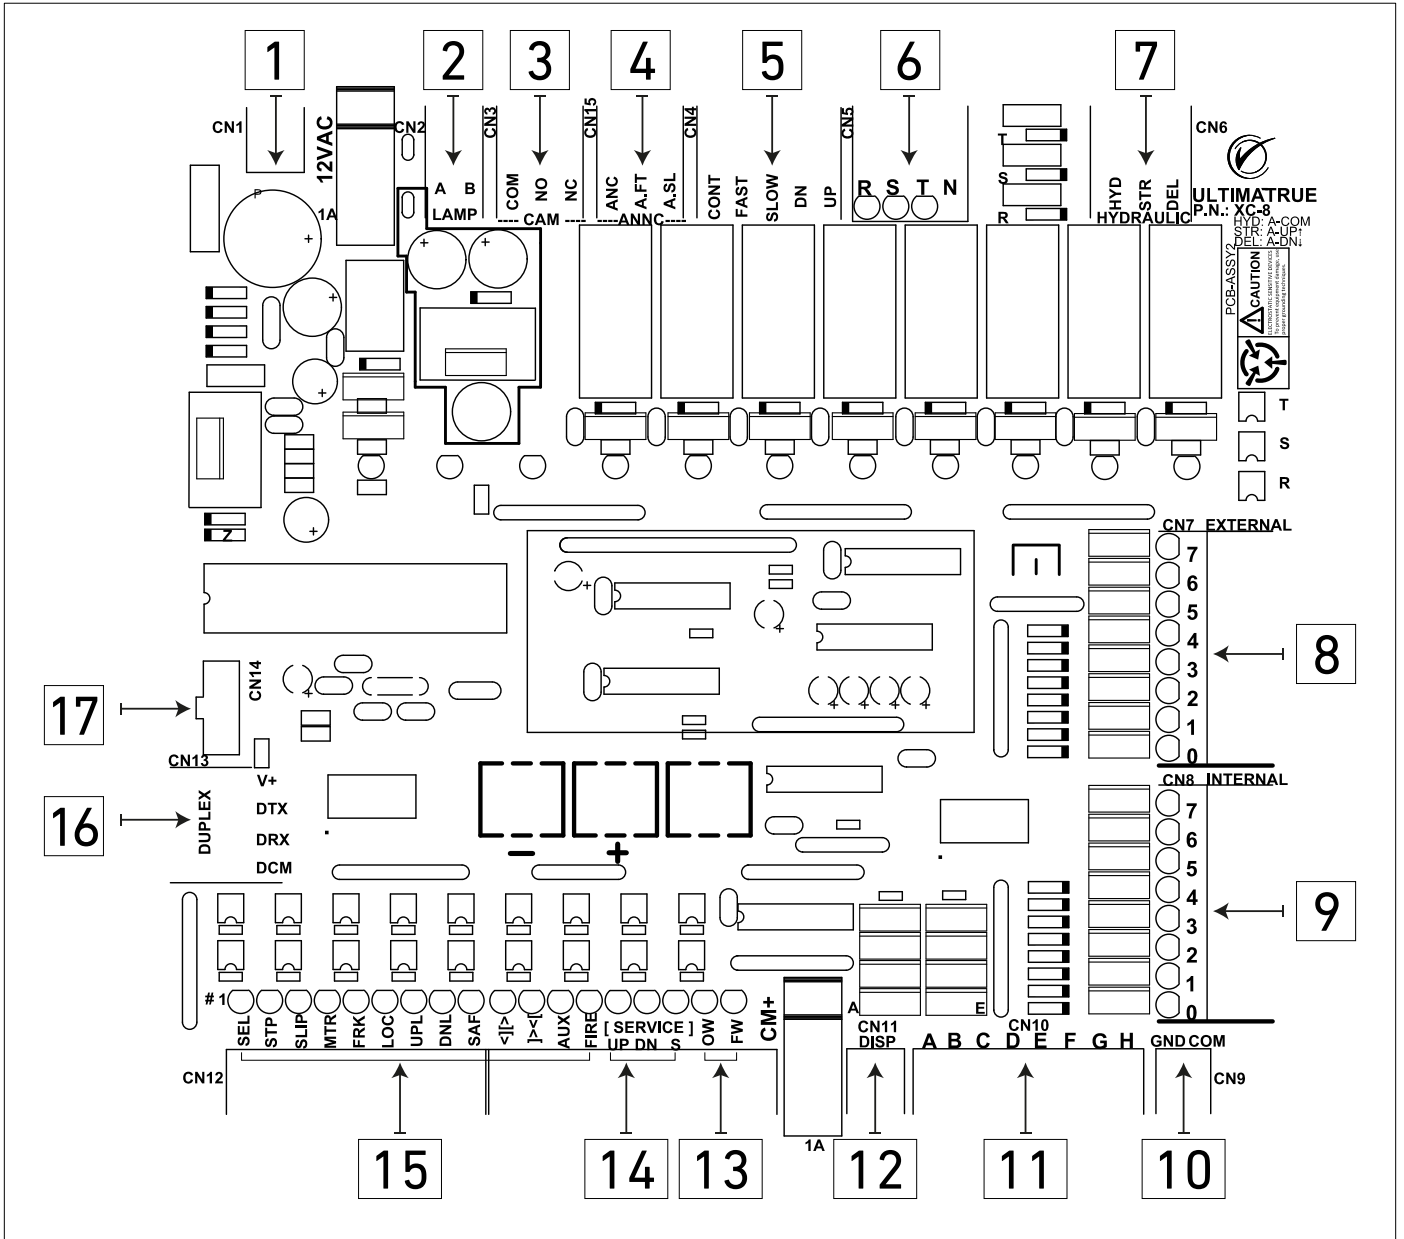 1
2
3
4
5
6
7
CN1
12VAC
1A
CN2
A B
LAMP
CN3
COM
NO
NC
CAM
CN15
ANC
A.FT
A.SL
ANNC
CN4
CONT
FAST
SLOW
DN
UP
CN5
R S T N
T
S
R
HYD
STR
DEL
HYDRAULIC
CN6
ULTIMATRUE
P.N.: XC-8
HYD: A-COM
STR: A-UP↑
DEL: A-DN↓
PCB-ASSY2
CAUTION
ELECTROSTATIC SENSITIVE DEVICES
P
+
+
+
+
+
+
Z
T
S
R
CN7 EXTERNAL
7
6
5
4
3
2
1
0
8
CN8 INTERNAL
7
6
5
4
3
2
1
0
9
+
+
+ + + +
+
17
CN14
CN13
16
DUPLEX
V+
DTX
DRX
DCM
− +
# 1
SEL
STP
SLIP
MTR
FRK
LOC
UPL
DNL
SAF
<][>
]><[
AUX
FIRE
[ SERVICE ]
UP DN S
OW
FW
CM+
1A
A E
CN11
DISP
CN10
A B C D E F G H
GND COM
CN9
CN12
15
14
13
12
11
10